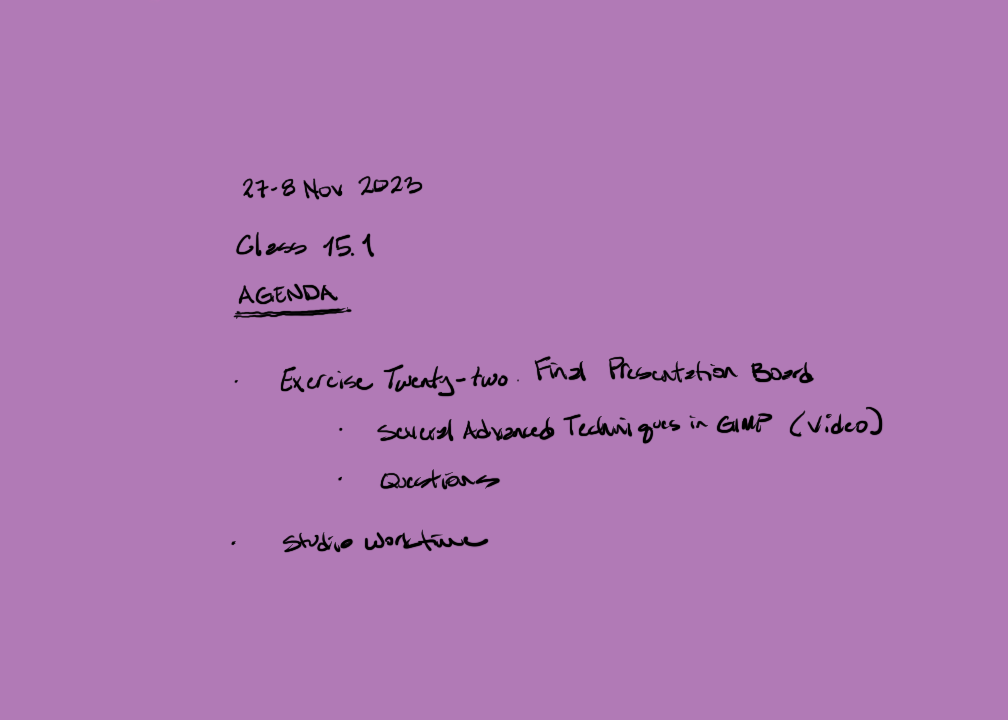 27-8 Nov 2023
Class 15.1
AGENDA
· Exercise Twenty-two. Final Presentation Board
· Several Advanced Techniques in GIMP (Video)
· Questions
· Studio Worktime